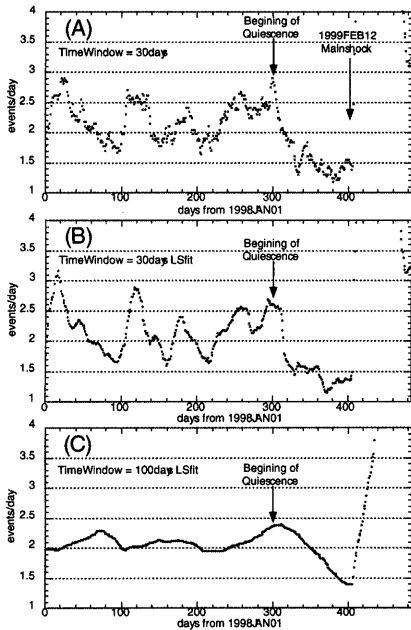 4
3.5
3
2.5
2
1.5
1
events/day
(A)
TimeWindow = 30days
Begining of
Quiescence
1999FEB12
Mainshock
0
100
200
300
400
days from 1998JAN01
4
3.5
3
2.5
2
1.5
1
events/day
(B)
TimeWindow = 30days LSfit
Begining of
Quiescence
0
100
200
300
400
days from 1998JAN01
4
3.5
3
2.5
2
1.5
1
events/day
(C)
TimeWindow = 100days LSfit
Begining of
Quiescence
0
100
200
300
400
days from 1998JAN01